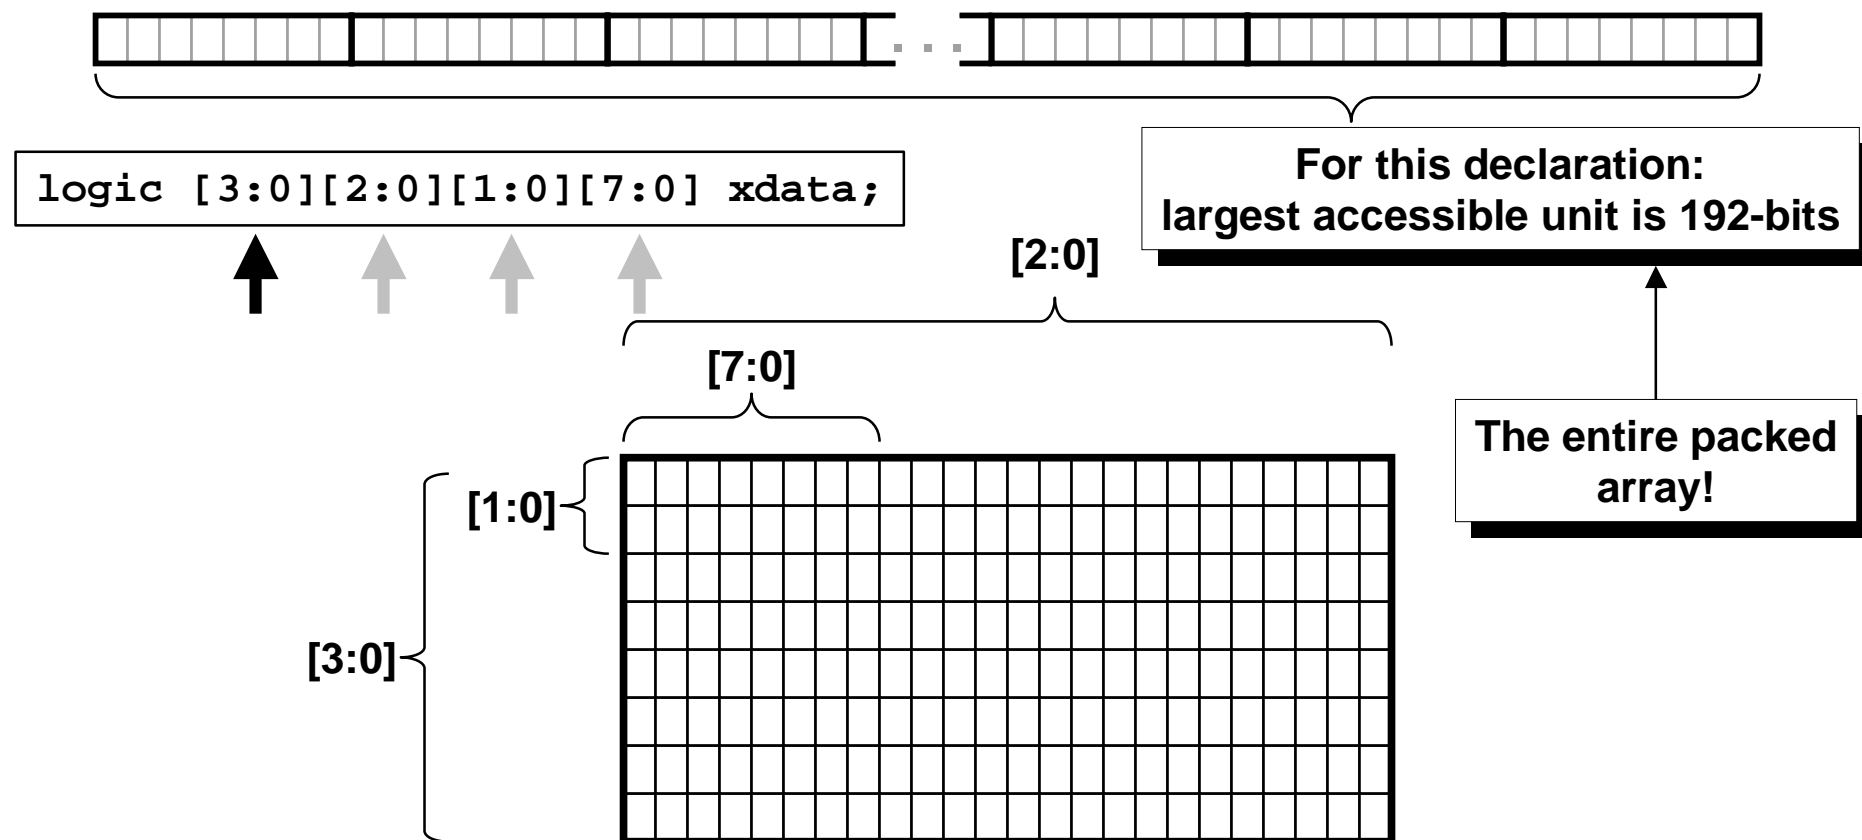 logic [3:0][2:0][1:0][7:0] xdata;
For this declaration:
largest accessible unit is 192-bits
[2:0]
[7:0]
The entire packed
array!
[1:0]
[3:0]